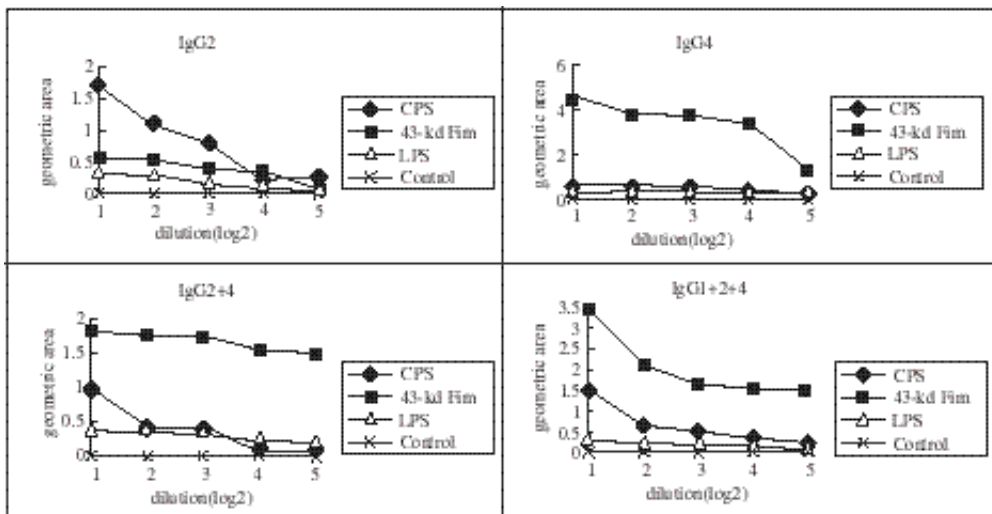 IgG2
geometric area
2
1.5
1
0.5
0
1 2 3 4 5
dilution(log2)
CPS
43-kd Fim
LPS
Control
IgG4
geometric area
6
4
2
0
1 2 3 4 5
dilution(log2)
CPS
43-kd Fim
LPS
Control
IgG2+4
geometric area
2
1.5
1
0.5
0
1 2 3 4 5
dilution(log2)
CPS
43-kd Fim
LPS
Control
IgG1+2+4
geometric area
3.5
3
2.5
2
1.5
1
0.5
0
1 2 3 4 5
dilution(log2)
CPS
43-kd Fim
LPS
Control